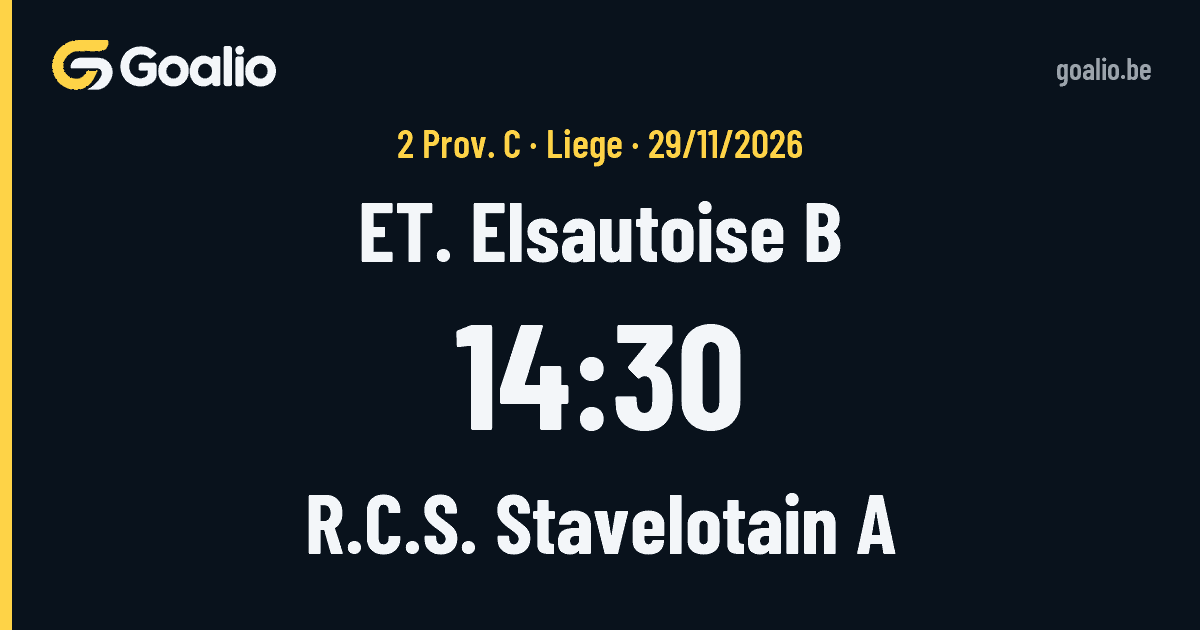 Goalio
goalio.be
2 Prov. C · Liege · 29/11/2026
ET. Elsautoise B
14:30
R.C.S. Stavelotain A